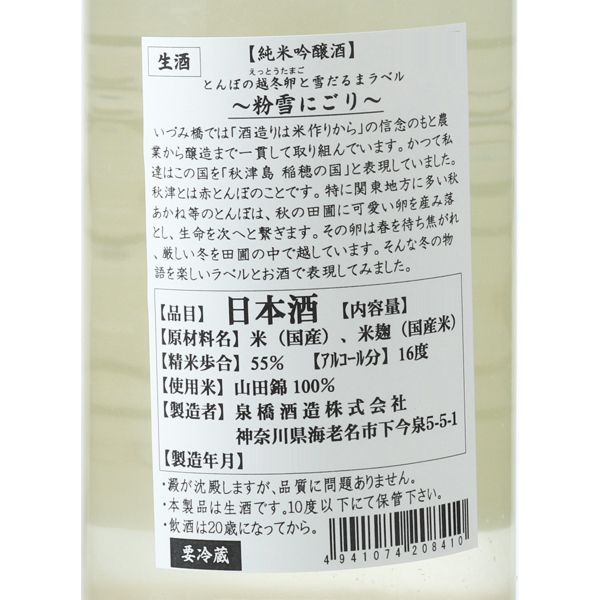 生酒
【純米吟醸酒】
えっとうたまご
とんぼの越冬卵と雪だるまラベル
～粉雪にごり～
いづみ橋では「酒造りは米作りから」の信念のもと農
業から醸造まで一貫して取り組んでいます。かつて私
達はこの国を「秋津島 稲穂の国」と表現していました。
秋津とは赤とんぼのことです。特に関東地方に多い秋
あかね等のとんぼは、秋の田圃に可愛い卵を産み落
とし、生命を次へと繋ぎます。その卵は春を待ち焦がれ
、厳しい冬を田圃の中で越しています。そんな冬の物
語を楽しいラベルとお酒で表現してみました。
【品目】 日本酒 【内容量】
【原材料名】 米（国産）、米麹（国産米）
【精米歩合】 55% 【アルコール分】 16度
【使用米】 山田錦 100%
【製造者】 泉橋酒造株式会社
神奈川県海老名市下今泉5-5-1
【製造年月】
・澱が沈殿しますが、品質に問題ありません。
・本製品は生酒です。10度以下にて保管下さい。
・飲酒は20歳になってから。
要冷蔵
4 941074 208410